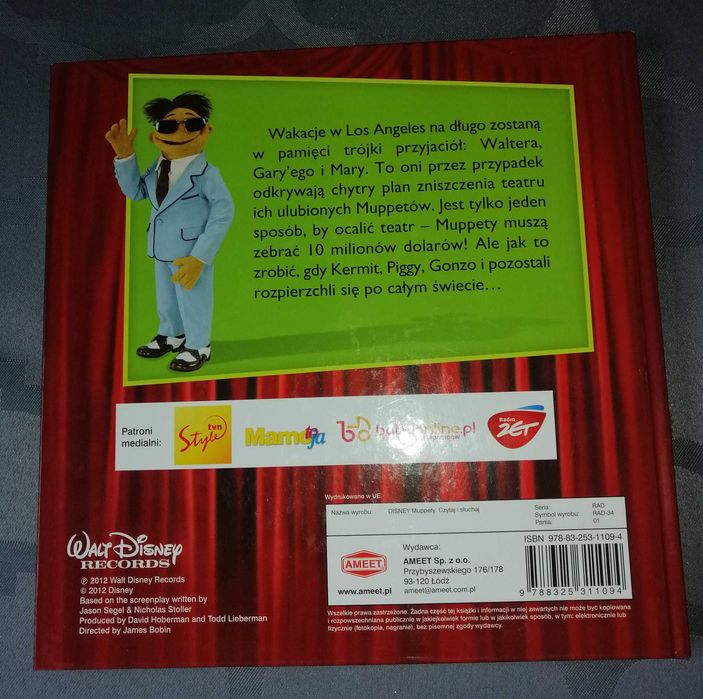 Wakacje w Los Angeles na długo zostaną
w pamięci trójki przyjaciół: Waltera,
Gary'ego i Mary. To oni przez przypadek
odkrywają chytry plan zniszczenia teatru
ich ulubionych Muppetów. Jest tylko jeden
sposób, by ocalić teatr – Muppety muszą
zebrać 10 milionów dolarów! Ale jak to
zrobić, gdy Kermit, Piggy, Gonzo i pozostali
rozpierzchli się po całym świecie...
Patroni
medialni:
tvn
Style
Mamo to ja
online.pl
Radio
ZET
Wydrukowano w UE.
Nazwa wyrobu: DISNEY Muppety. Czytaj i słuchaj
Seria: RAD
Symbol wyrobu: RAD-34
Partia: 01
AMEET
www.ameet.pl
Wydawca:
AMEET Sp. z o.o.
Przybyszewskiego 176/178
93-120 Łódź
ameet@ameet.com.pl
ISBN 978-83-253-1109-4
9 788325 311094
Wszelkie prawa zastrzeżone. Żadna część tej książki i informacji w niej zawartych nie może być kopiowana
i rozpowszechniana publicznie w jakiejkolwiek formie lub w jakikolwiek sposób, w tym: elektronicznie lub
fizycznie (fotokopia, nagranie), bez pisemnej zgody wydawcy.
WALT DISNEY
RECORDS
℗ 2012 Walt Disney Records
© 2012 Disney
Based on the screenplay written by
Jason Segel & Nicholas Stoller
Produced by David Hoberman and Todd Lieberman
Directed by James Bobin